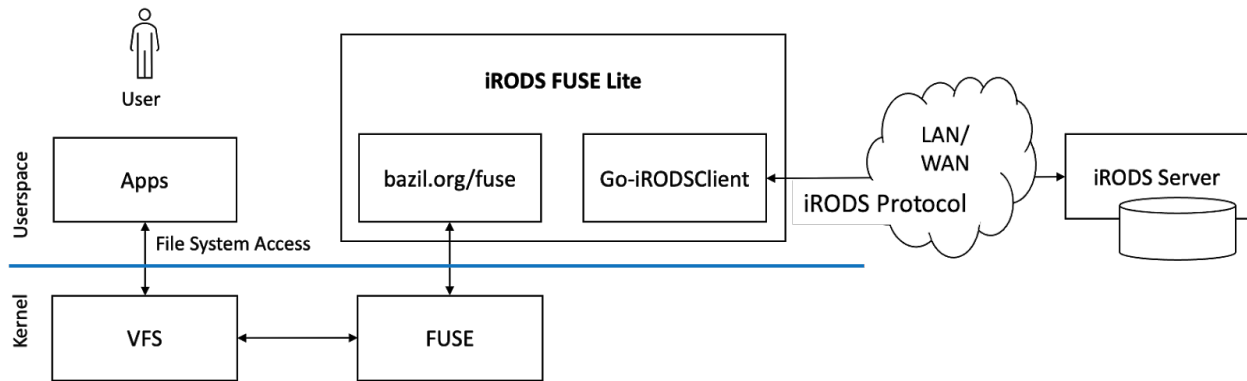 User
iRODS FUSE Lite
Userspace
Apps
bazil.org/fuse
Go-iRODSClient
LAN/
WAN
iRODS Protocol
iRODS Server
File System Access
Kernel
VFS
FUSE